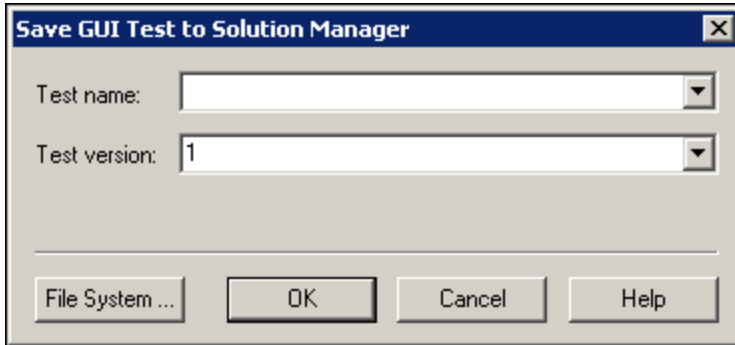 Save GUI Test to Solution Manager
Test name:
Test version: 1
File System ... OK Cancel Help